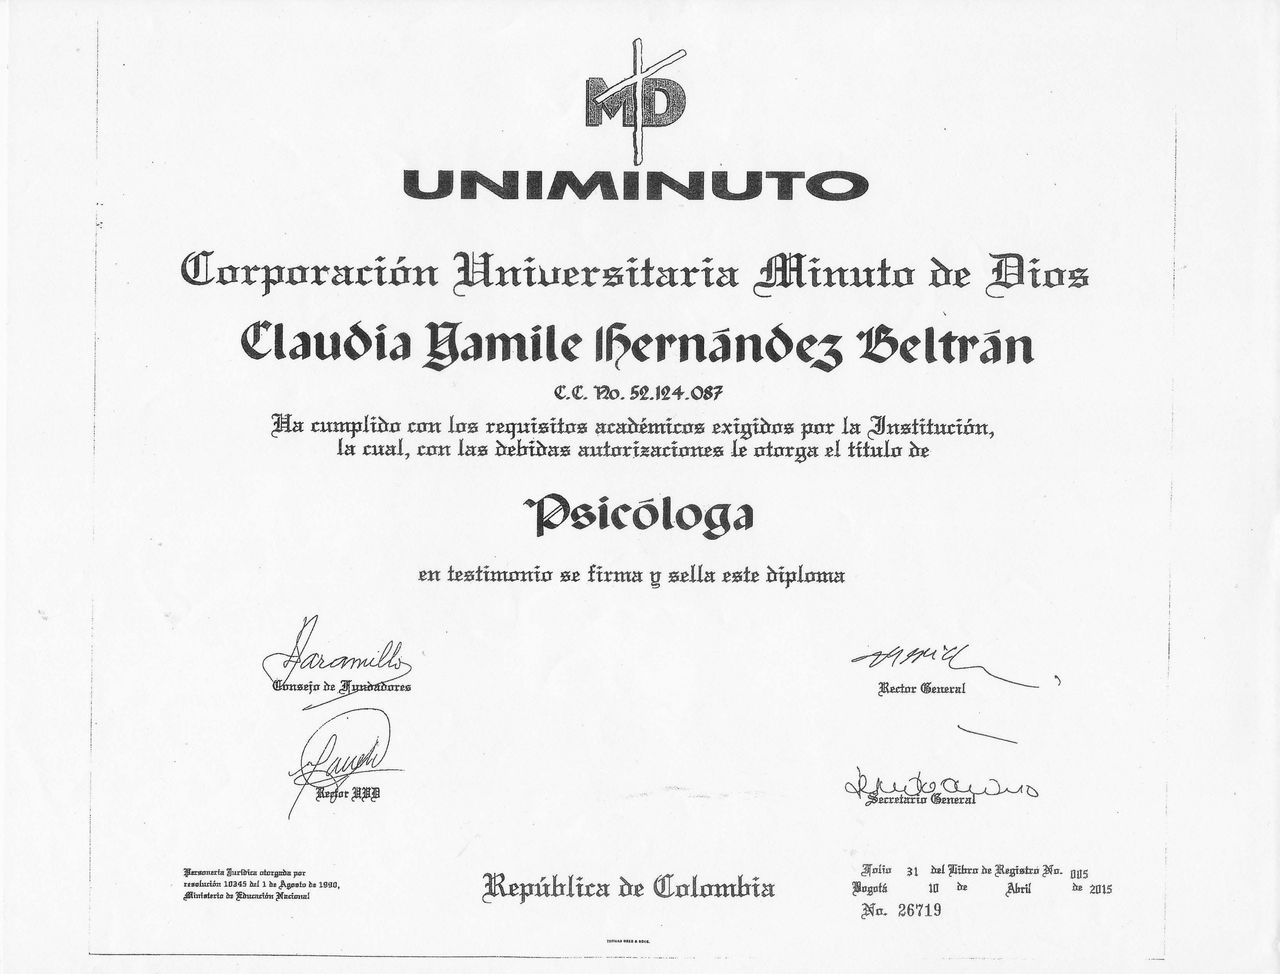 MD
UNIMINUTO
Corporación Universitaria Minuto de Dios
Claudia Yamile Hernández Beltrán
C.C. No. 52.124.087
Ha cumplido con los requisitos académicos exigidos por la Institución,
la cual, con las debidas autorizaciones le otorga el título de
Psicóloga
en testimonio se firma y sella este diploma
Jaramillo
Consejo de Fundadores
Rector General
Rector UVD
Secretario General
Personería Jurídica otorgada por
resolución 10345 del 1 de Agosto de 1990,
Ministerio de Educación Nacional
República de Colombia
Folio 31 del Libro de Registro No. 005
Bogotá 10 de Abril de 2015
No. 26719